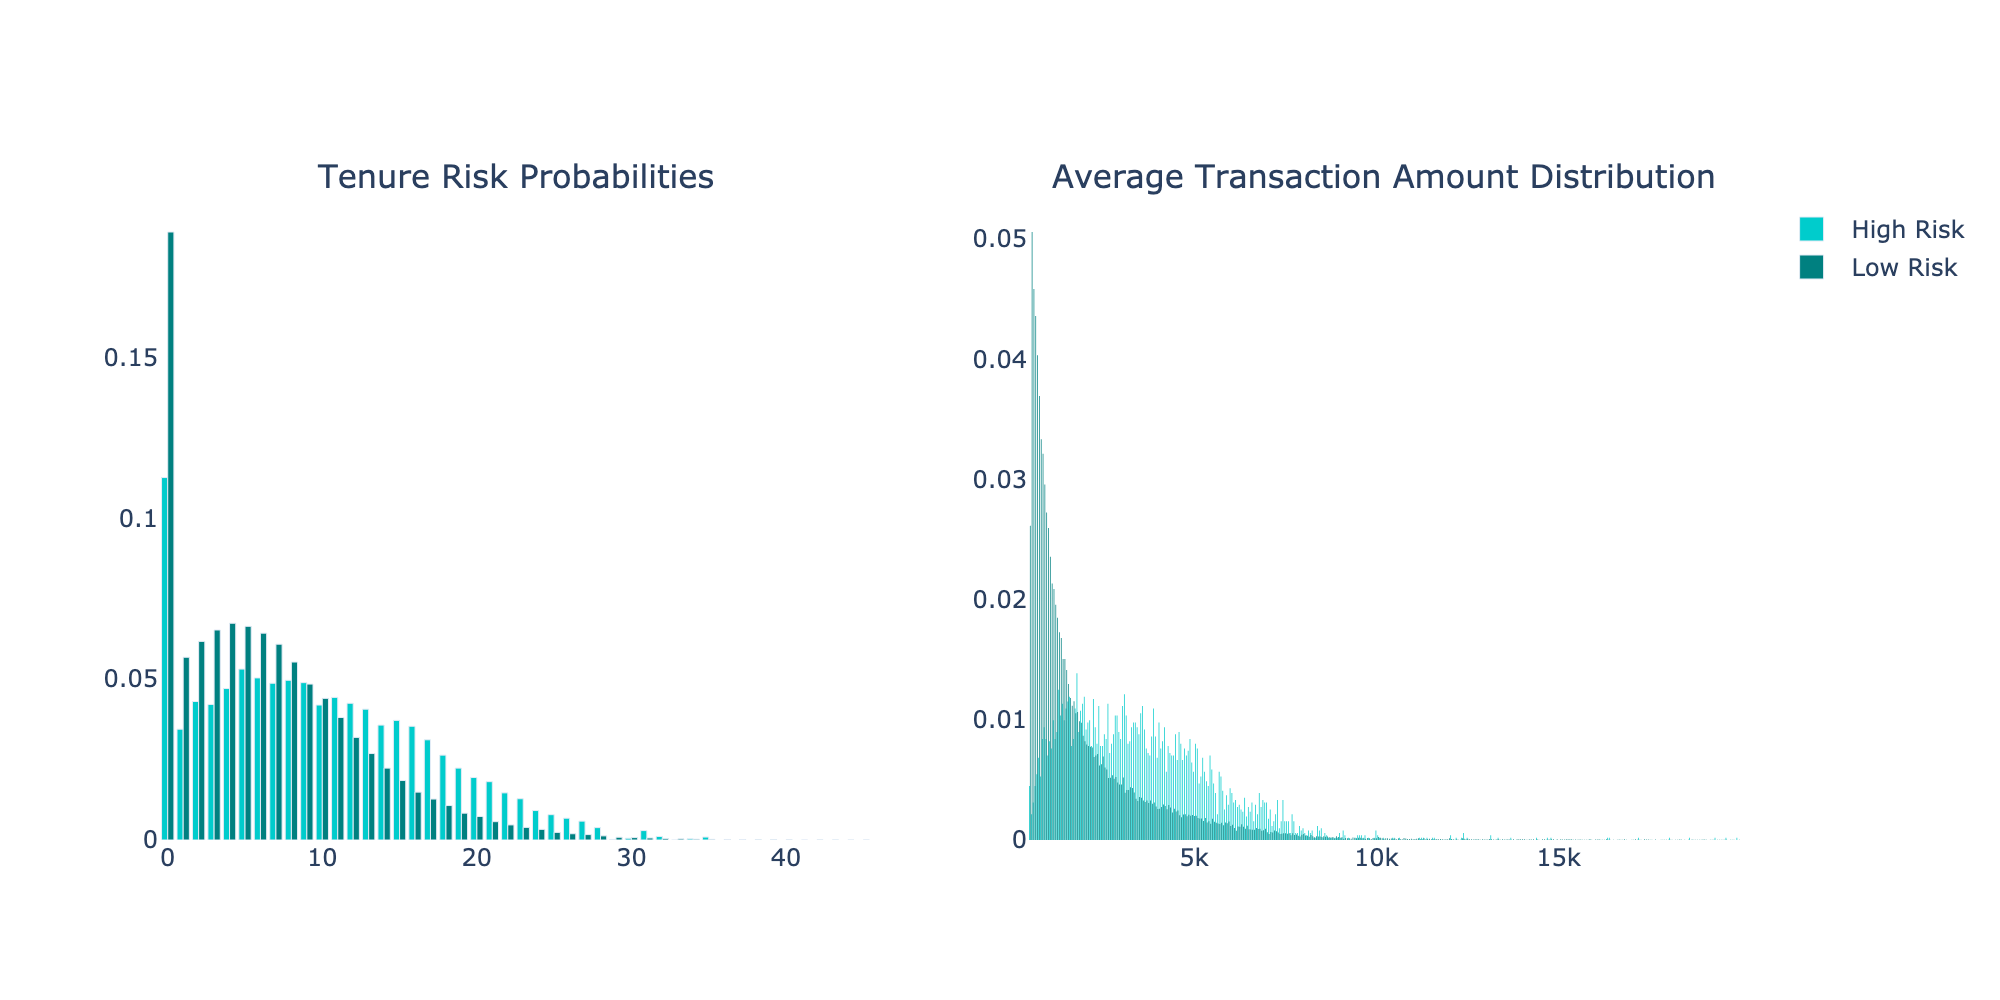 Tenure Risk Probabilities
Average Transaction Amount Distribution
High Risk
Low Risk
0.15
0.1
0.05
0
0 10 20 30 40
0.05
0.04
0.03
0.02
0.01
0
5k 10k 15k